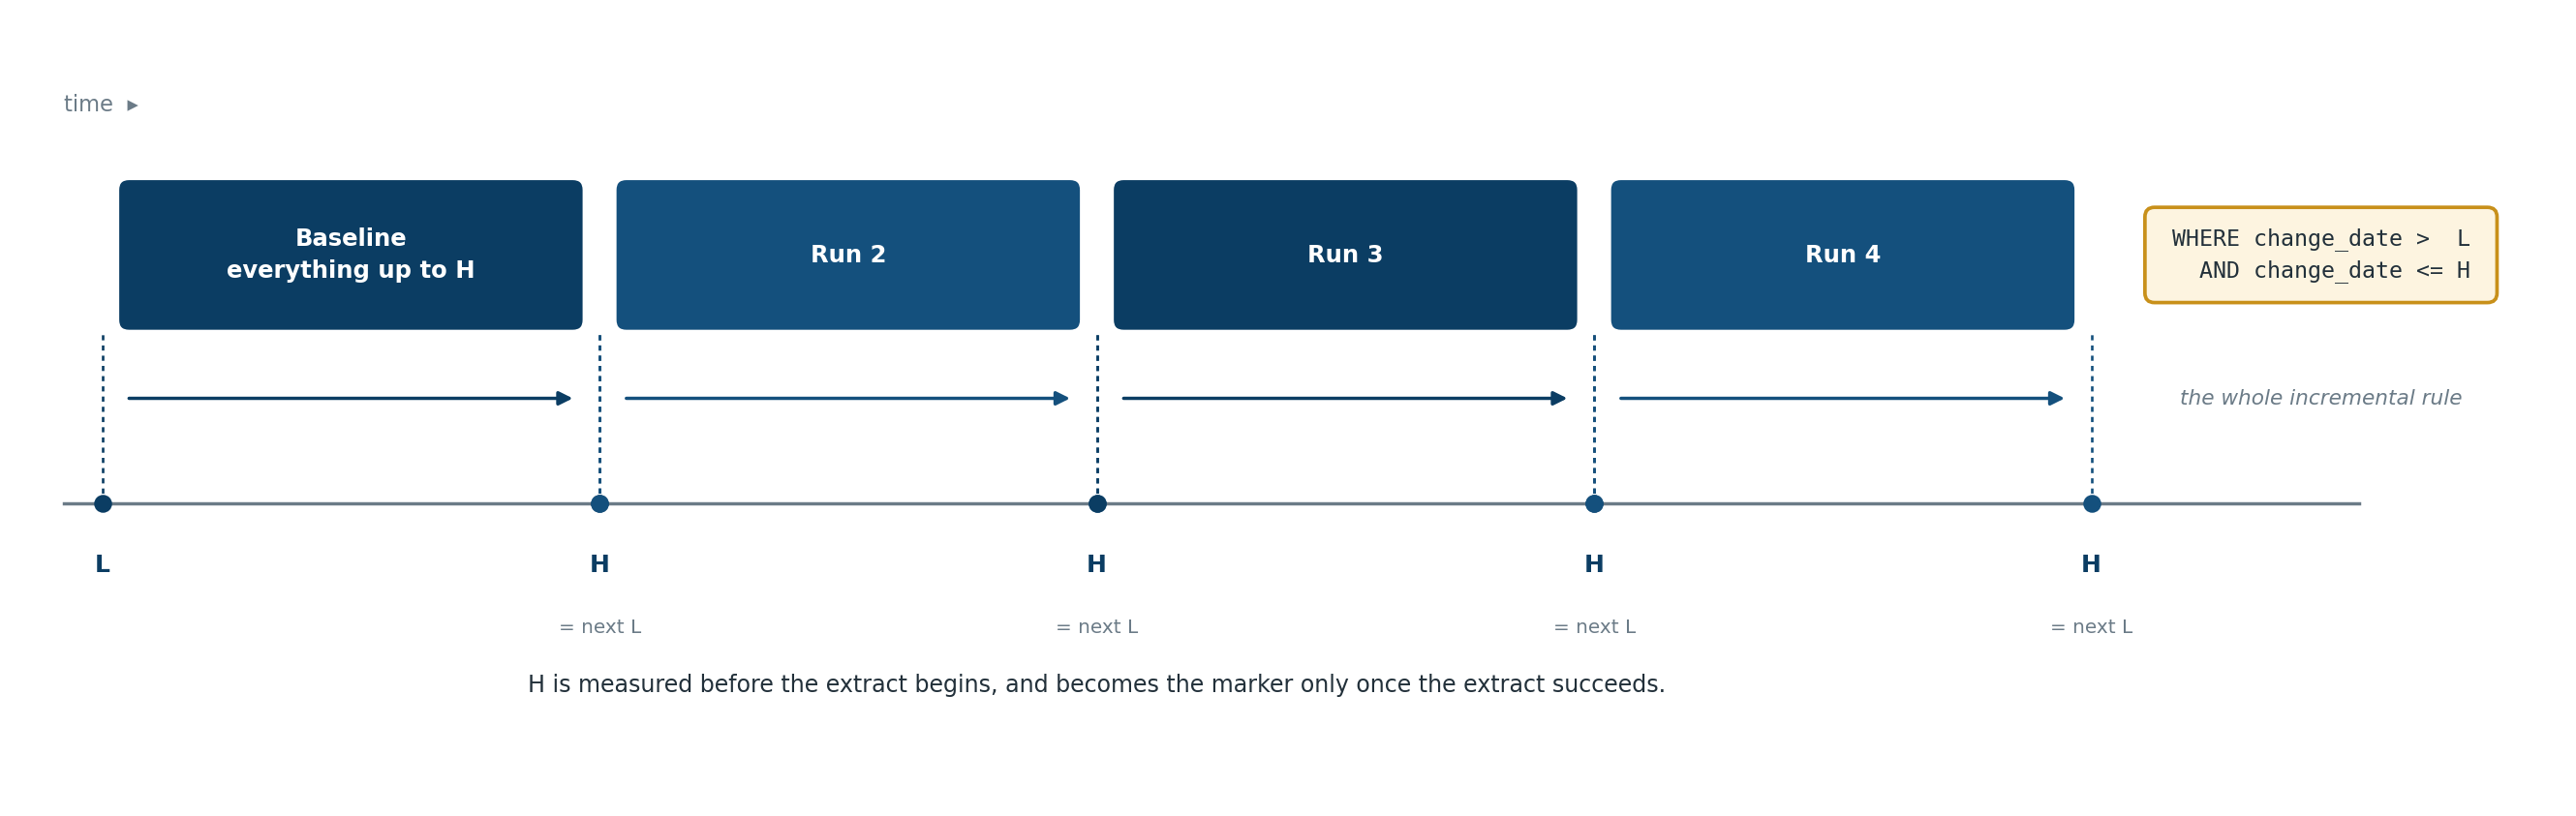 time ▸
Baseline
everything up to H
Run 2
Run 3
Run 4
WHERE change_date >  L
  AND change_date <= H
the whole incremental rule
L
H
H
H
H
= next L
= next L
= next L
= next L
H is measured before the extract begins, and becomes the marker only once the extract succeeds.